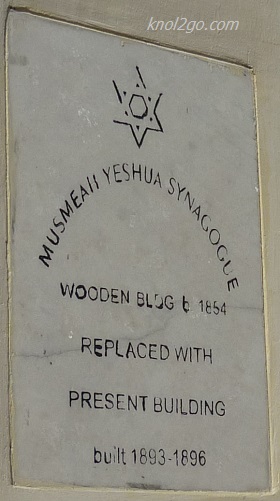 knol2go.com
MUSMEAH YESHUA SYNAGOGUE
WOODEN BLDG b 1854
REPLACED WITH
PRESENT BUILDING
built 1893-1896